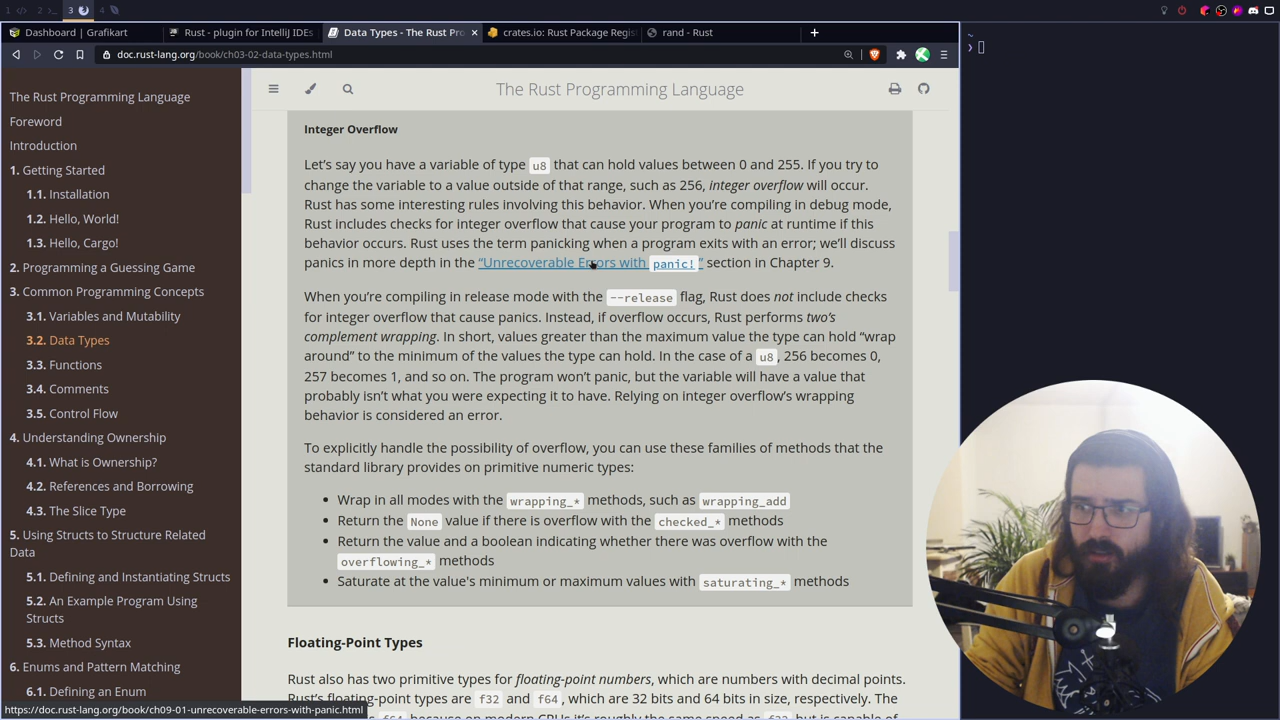 1
2
3
4
Dashboard | Grafikart
Rust - plugin for IntelliJ IDEs
Data Types - The Rust Pro
crates.io: Rust Package Regis
rand - Rust
+
doc.rust-lang.org/book/ch03-02-data-types.html
~
❯
The Rust Programming Language
Foreword
Introduction
1. Getting Started
1.1. Installation
1.2. Hello, World!
1.3. Hello, Cargo!
2. Programming a Guessing Game
3. Common Programming Concepts
3.1. Variables and Mutability
3.2. Data Types
3.3. Functions
3.4. Comments
3.5. Control Flow
4. Understanding Ownership
4.1. What is Ownership?
4.2. References and Borrowing
4.3. The Slice Type
5. Using Structs to Structure Related
Data
5.1. Defining and Instantiating Structs
5.2. An Example Program Using
Structs
5.3. Method Syntax
6. Enums and Pattern Matching
6.1. Defining an Enum
https://doc.rust-lang.org/book/ch09-01-unrecoverable-errors-with-panic.html
The Rust Programming Language
Integer Overflow
Let’s say you have a variable of type u8 that can hold values between 0 and 255. If you try to
change the variable to a value outside of that range, such as 256, integer overflow will occur.
Rust has some interesting rules involving this behavior. When you’re compiling in debug mode,
Rust includes checks for integer overflow that cause your program to panic at runtime if this
behavior occurs. Rust uses the term panicking when a program exits with an error; we’ll discuss
panics in more depth in the “Unrecoverable Errors with panic!” section in Chapter 9.
When you’re compiling in release mode with the --release flag, Rust does not include checks
for integer overflow that cause panics. Instead, if overflow occurs, Rust performs two’s
complement wrapping. In short, values greater than the maximum value the type can hold “wrap
around” to the minimum of the values the type can hold. In the case of a u8, 256 becomes 0,
257 becomes 1, and so on. The program won’t panic, but the variable will have a value that
probably isn’t what you were expecting it to have. Relying on integer overflow’s wrapping
behavior is considered an error.
To explicitly handle the possibility of overflow, you can use these families of methods that the
standard library provides on primitive numeric types:
• Wrap in all modes with the wrapping_* methods, such as wrapping_add
• Return the None value if there is overflow with the checked_* methods
• Return the value and a boolean indicating whether there was overflow with the
overflowing_* methods
• Saturate at the value's minimum or maximum values with saturating_* methods
Floating-Point Types
Rust also has two primitive types for floating-point numbers, which are numbers with decimal points.
Rust’s floating-point types are f32 and f64, which are 32 bits and 64 bits in size, respectively. The
f64 because on modern CPUs it’s roughly the same speed as f32 but is capable of